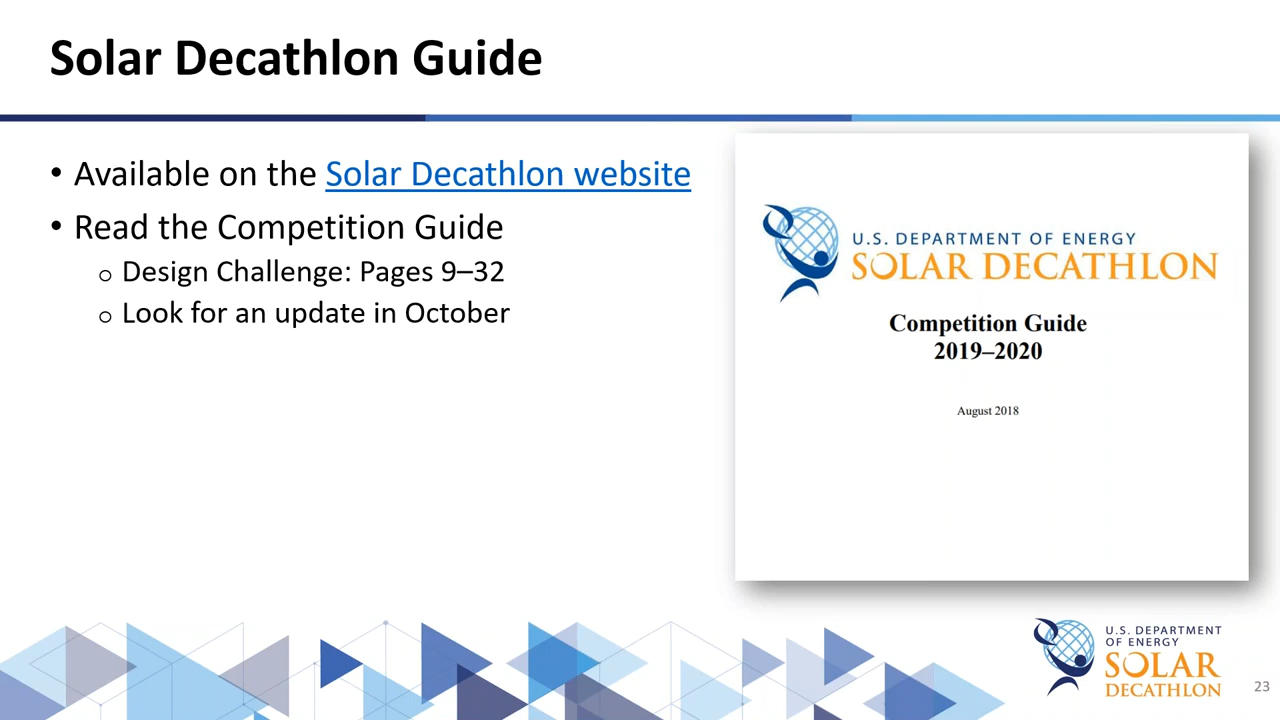 Solar Decathlon Guide
• Available on the Solar Decathlon website
• Read the Competition Guide
o Design Challenge: Pages 9–32
o Look for an update in October
U.S. DEPARTMENT OF ENERGY
SOLAR DECATHLON
Competition Guide
2019–2020
August 2018
U.S. DEPARTMENT
OF ENERGY
SOLAR
DECATHLON
23